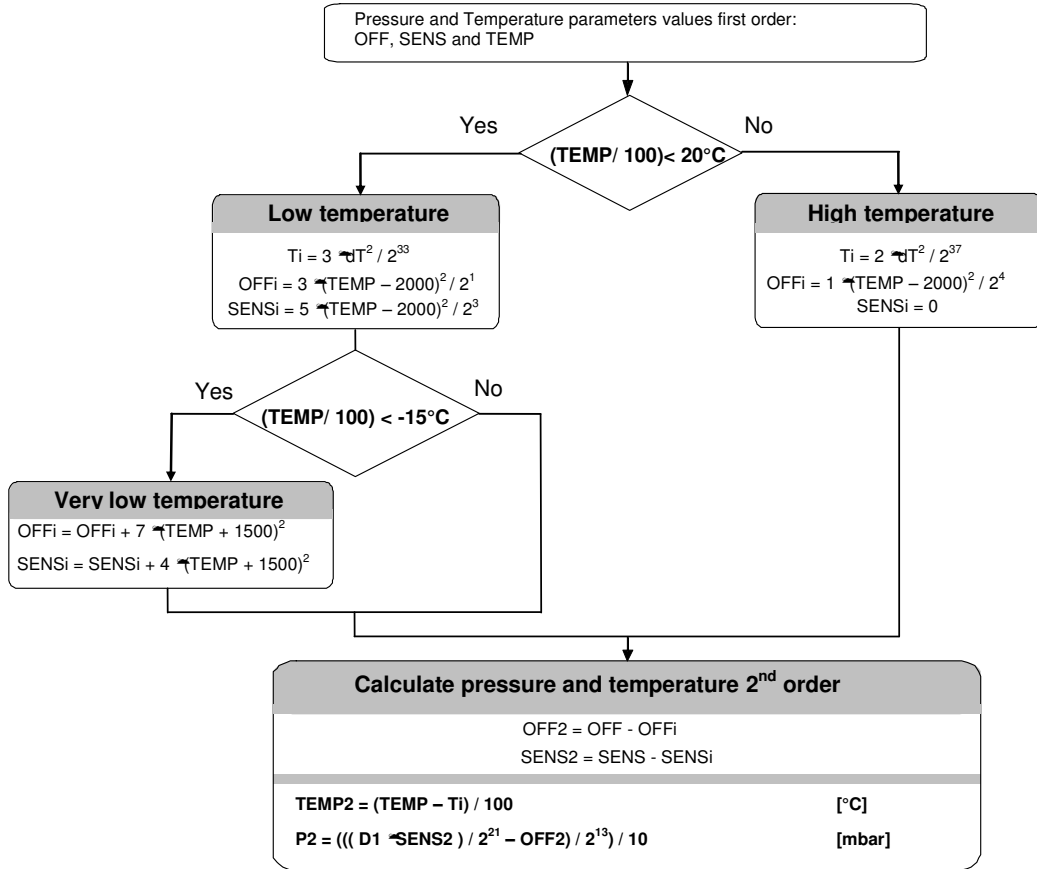 Pressure and Temperature parameters values first order:
OFF, SENS and TEMP
Yes
No
(TEMP/ 100)< 20°C
Low temperature
Ti = 3 dT² / 2³³
OFFi = 3 (TEMP – 2000)² / 2¹
SENSi = 5 (TEMP – 2000)² / 2³
High temperature
Ti = 2 dT² / 2³⁷
OFFi = 1 (TEMP – 2000)² / 2⁴
SENSi = 0
Yes
No
(TEMP/ 100) < -15°C
Very low temperature
OFFi = OFFi + 7 (TEMP + 1500)²
SENSi = SENSi + 4 (TEMP + 1500)²
Calculate pressure and temperature 2ⁿᵈ order
OFF2 = OFF - OFFi
SENS2 = SENS - SENSi
TEMP2 = (TEMP – Ti) / 100 [°C]
P2 = ((( D1 SENS2 ) / 2²¹ – OFF2) / 2¹³) / 10 [mbar]